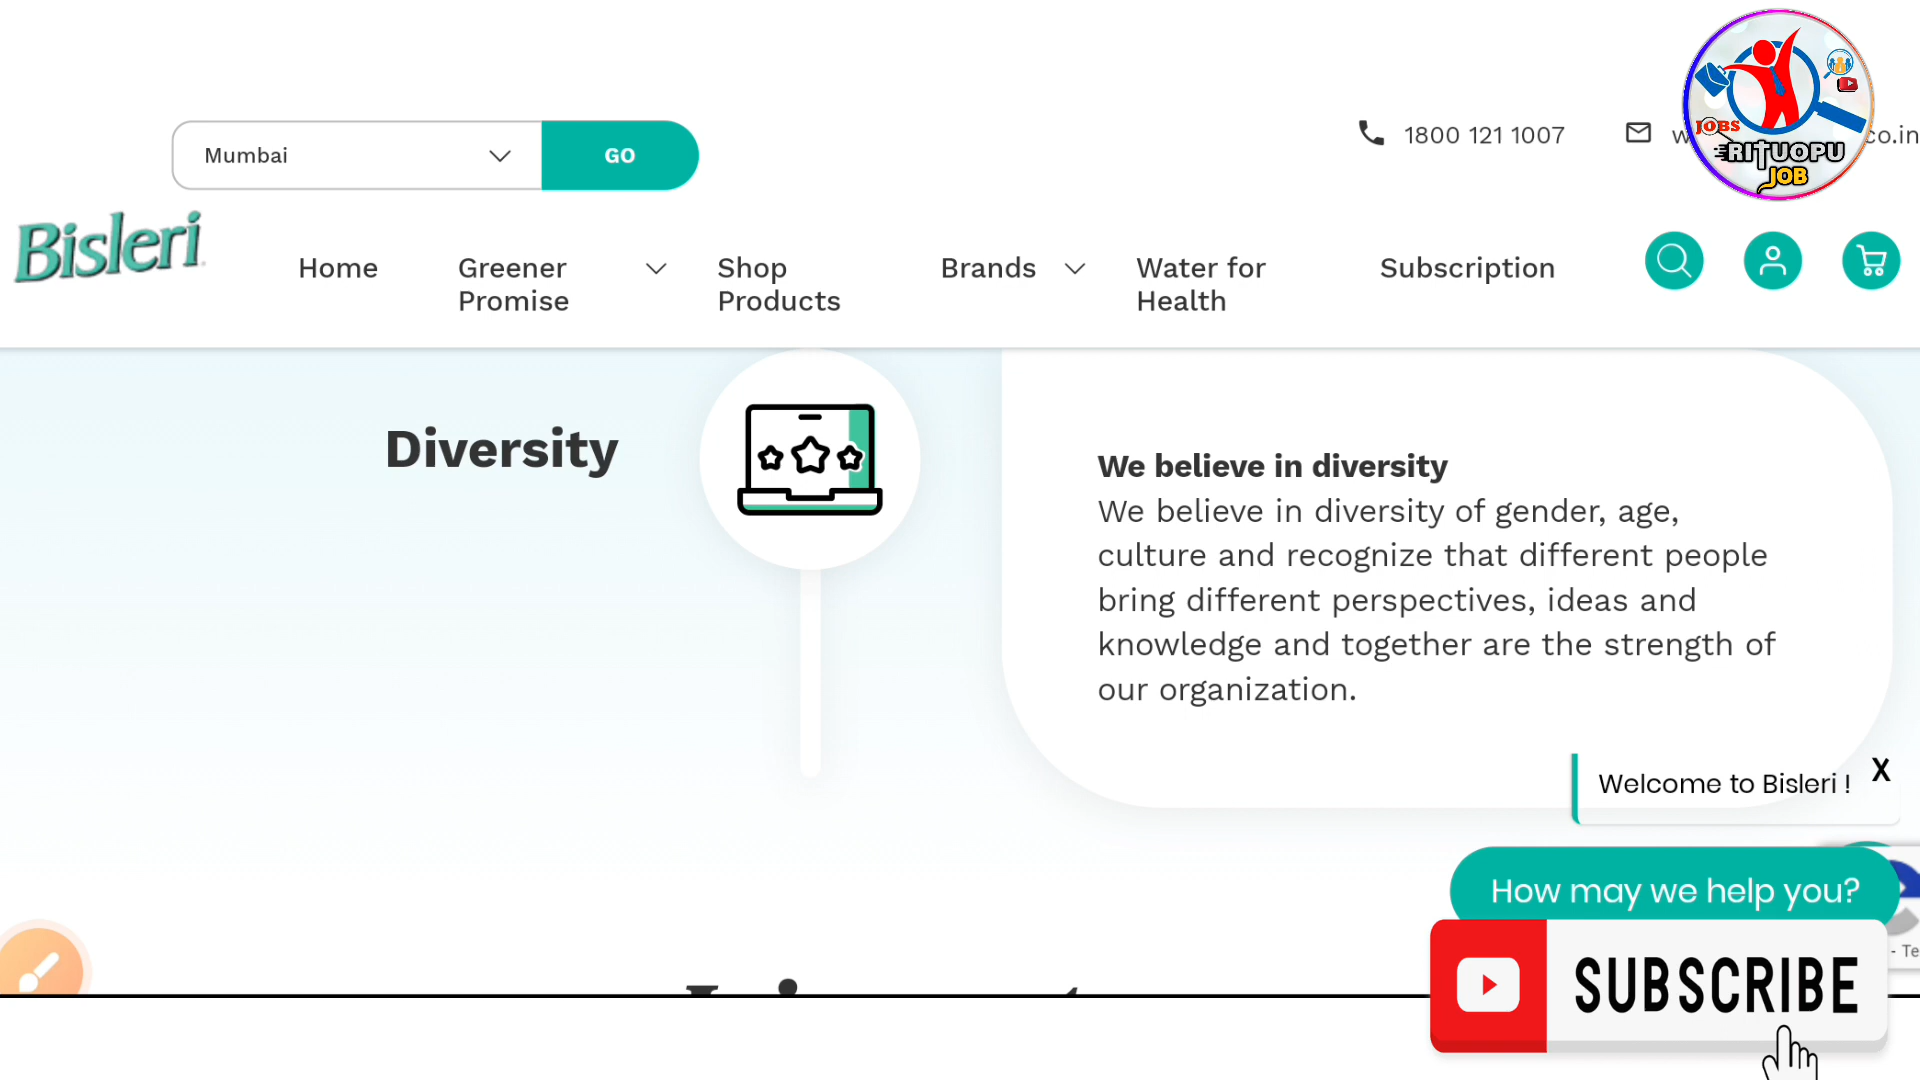 Mumbai
GO
1800 121 1007
co.in
JOBS
RITUOPU
JOB
Bisleri
Home
Greener
Promise
Shop
Products
Brands
Water for
Health
Subscription
Diversity
We believe in diversity
We believe in diversity of gender, age,
culture and recognize that different people
bring different perspectives, ideas and
knowledge and together are the strength of
our organization.
Welcome to Bisleri !
X
How may we help you?
- Te
SUBSCRIBE